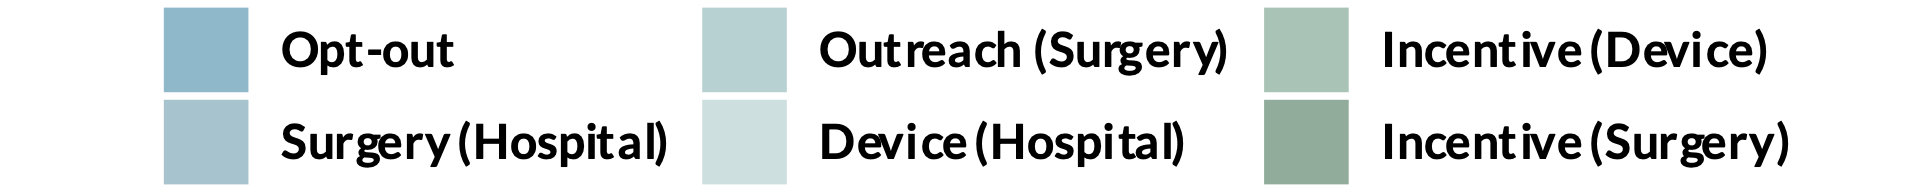 Opt-out
Outreach (Surgery)
Incentive (Device)
Surgery (Hospital)
Device (Hospital)
Incentive (Surgery)